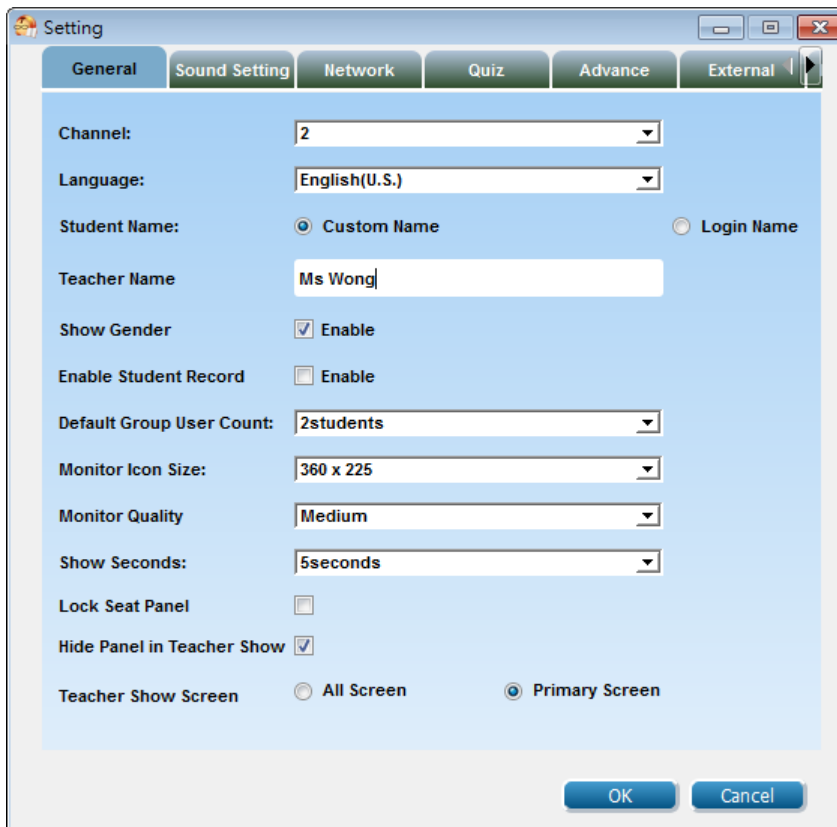 Setting
General Sound Setting Network Quiz Advance External
Channel: 2
Language: English(U.S.)
Student Name: Custom Name Login Name
Teacher Name Ms Wong
Show Gender Enable
Enable Student Record Enable
Default Group User Count: 2students
Monitor Icon Size: 360 x 225
Monitor Quality Medium
Show Seconds: 5seconds
Lock Seat Panel
Hide Panel in Teacher Show
Teacher Show Screen All Screen Primary Screen
OK Cancel